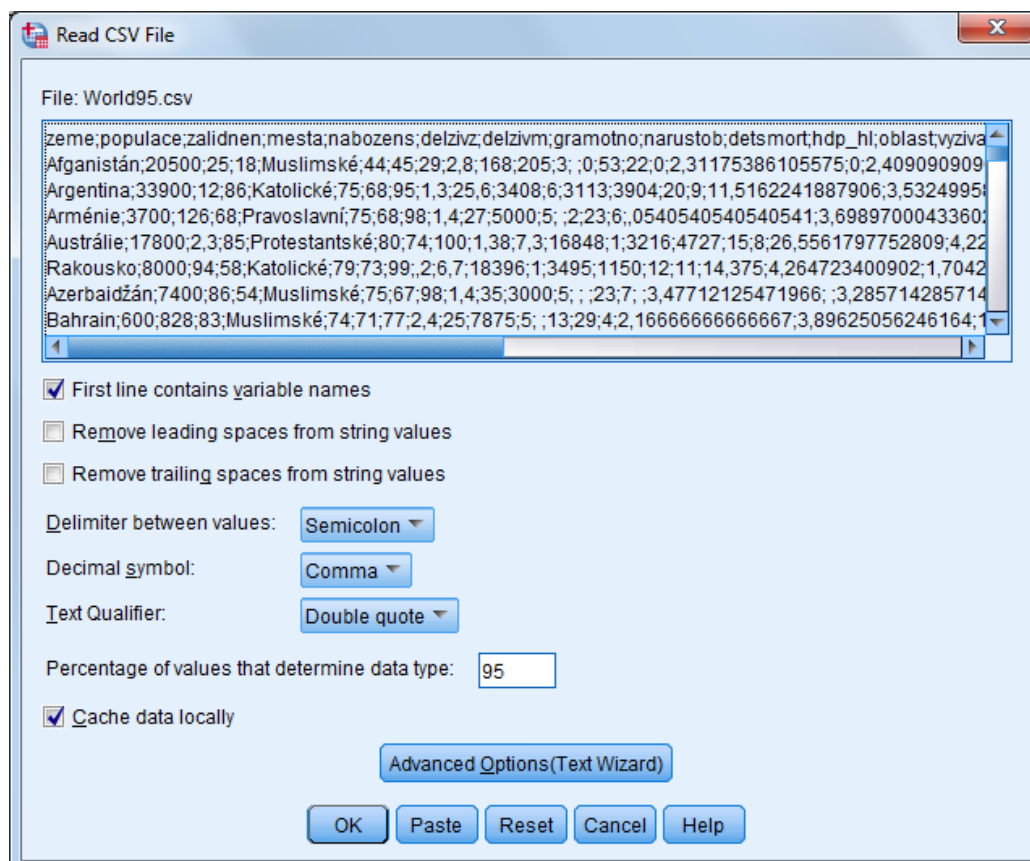 Read CSV File
File: World95.csv
zeme;populace;zalidnen;mesta;nabozens;delzivz;delzivm;gramotno;narustob;detsmort;hdp_hl;oblast;vyziva
Afganistán;20500;25;18;Muslimské;44;45;29;2,8;168;205;3; ;0;53;22;0;2,31175386105575;0;2,409090909
Argentina;33900;12;86;Katolické;75;68;95;1,3;25,6;3408;6;3113;3904;20;9;11,5162241887906;3,5324995
Arménie;3700;126;68;Pravoslavní;75;68;98;1,4;27;5000;5; ;2;23;6;,0540540540540541;3,69897000433602
Austrálie;17800;2,3;85;Protestantské;80;74;100;1,38;7,3;16848;1;3216;4727;15;8;26,5561797752809;4,22
Rakousko;8000;94;58;Katolické;79;73;99;,2;6,7;18396;1;3495;1150;12;11;14,375;4,264723400902;1,7042
Azerbaidžán;7400;86;54;Muslimské;75;67;98;1,4;35;3000;5; ; ;23;7; ;3,47712125471966; ;3,285714285714
Bahrain;600;828;83;Muslimské;74;71;77;2,4;25;7875;5; ;13;29;4;2,16666666666667;3,89625056246164;1
First line contains variable names
Remove leading spaces from string values
Remove trailing spaces from string values
Delimiter between values: Semicolon
Decimal symbol: Comma
Text Qualifier: Double quote
Percentage of values that determine data type: 95
Cache data locally
Advanced Options(Text Wizard)
OK Paste Reset Cancel Help